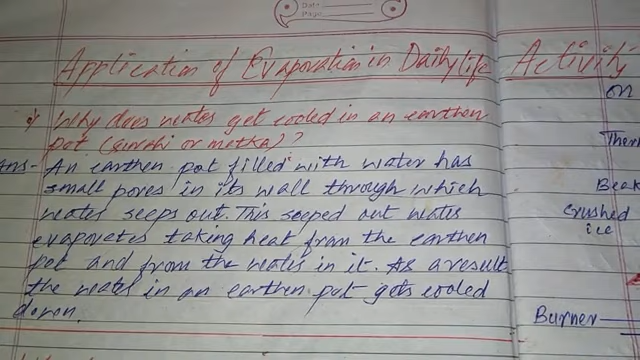 Date
Page
Application of Evaporation in Daily life
Why does water get cooled in an earthen
pot (surahi or matka)?
Ans- An earthen pot filled with water has
small pores in its wall through which
water seeps out. This seeped out water
evaporates taking heat from the earthen
pot and from the water in it. As a result
the water in an earthen pot gets cooled
down.
Activity
on
Ther
Beak
Crushed
ice
Burner